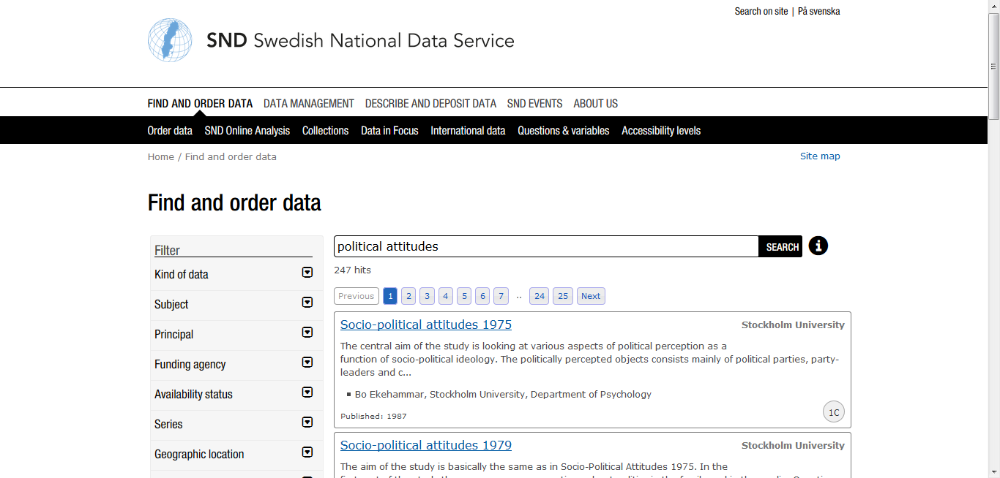 Search on site | På svenska
SND Swedish National Data Service
FIND AND ORDER DATA DATA MANAGEMENT DESCRIBE AND DEPOSIT DATA SND EVENTS ABOUT US
Order data SND Online Analysis Collections Data in Focus International data Questions & variables Accessibility levels
Home / Find and order data
Site map
Find and order data
Filter
Kind of data
Subject
Principal
Funding agency
Availability status
Series
Geographic location
political attitudes
SEARCH
247 hits
Previous 1 2 3 4 5 6 7 .. 24 25 Next
Socio-political attitudes 1975
Stockholm University
The central aim of the study is looking at various aspects of political perception as a
function of socio-political ideology. The politically percepted objects consists mainly of political parties, party-
leaders and c...
Bo Ekehammar, Stockholm University, Department of Psychology
Published: 1987
1C
Socio-political attitudes 1979
Stockholm University
The aim of the study is basically the same as in Socio-Political Attitudes 1975. In the